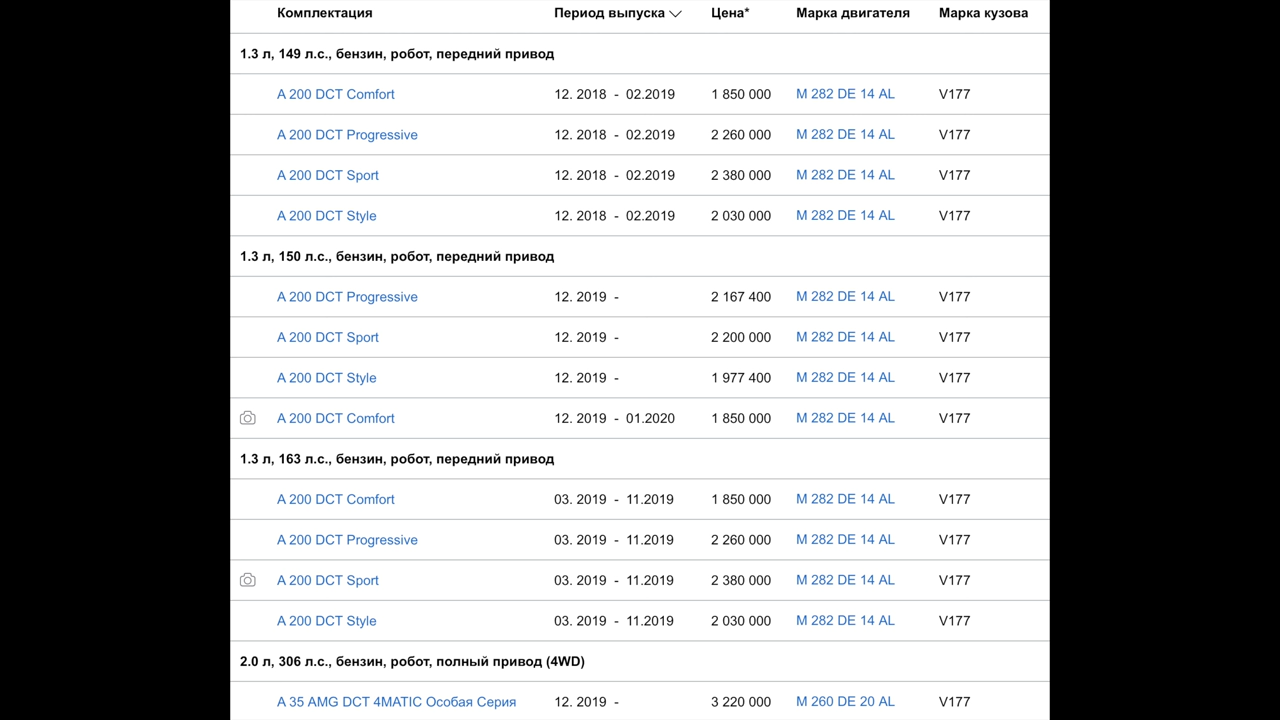 Комплектация Период выпуска Цена* Марка двигателя Марка кузова
1.3 л, 149 л.с., бензин, робот, передний привод
A 200 DCT Comfort 12. 2018 - 02.2019 1 850 000 M 282 DE 14 AL V177
A 200 DCT Progressive 12. 2018 - 02.2019 2 260 000 M 282 DE 14 AL V177
A 200 DCT Sport 12. 2018 - 02.2019 2 380 000 M 282 DE 14 AL V177
A 200 DCT Style 12. 2018 - 02.2019 2 030 000 M 282 DE 14 AL V177
1.3 л, 150 л.с., бензин, робот, передний привод
A 200 DCT Progressive 12. 2019 - 2 167 400 M 282 DE 14 AL V177
A 200 DCT Sport 12. 2019 - 2 200 000 M 282 DE 14 AL V177
A 200 DCT Style 12. 2019 - 1 977 400 M 282 DE 14 AL V177
A 200 DCT Comfort 12. 2019 - 01.2020 1 850 000 M 282 DE 14 AL V177
1.3 л, 163 л.с., бензин, робот, передний привод
A 200 DCT Comfort 03. 2019 - 11.2019 1 850 000 M 282 DE 14 AL V177
A 200 DCT Progressive 03. 2019 - 11.2019 2 260 000 M 282 DE 14 AL V177
A 200 DCT Sport 03. 2019 - 11.2019 2 380 000 M 282 DE 14 AL V177
A 200 DCT Style 03. 2019 - 11.2019 2 030 000 M 282 DE 14 AL V177
2.0 л, 306 л.с., бензин, робот, полный привод (4WD)
A 35 AMG DCT 4MATIC Особая Серия 12. 2019 - 3 220 000 M 260 DE 20 AL V177